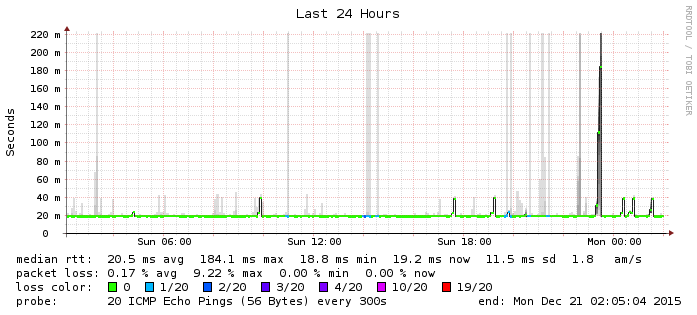 Last 24 Hours
RRDTOOL / TOBI OETIKER
Seconds
220 m
200 m
180 m
160 m
140 m
120 m
100 m
80 m
60 m
40 m
20 m
0
Sun 06:00 Sun 12:00 Sun 18:00 Mon 00:00
median rtt: 20.5 ms avg 184.1 ms max 18.8 ms min 19.2 ms now 11.5 ms sd 1.8 am/s
packet loss: 0.17 % avg 9.22 % max 0.00 % min 0.00 % now
loss color: 0 1/20 2/20 3/20 4/20 10/20 19/20
probe: 20 ICMP Echo Pings (56 Bytes) every 300s end: Mon Dec 21 02:05:04 2015